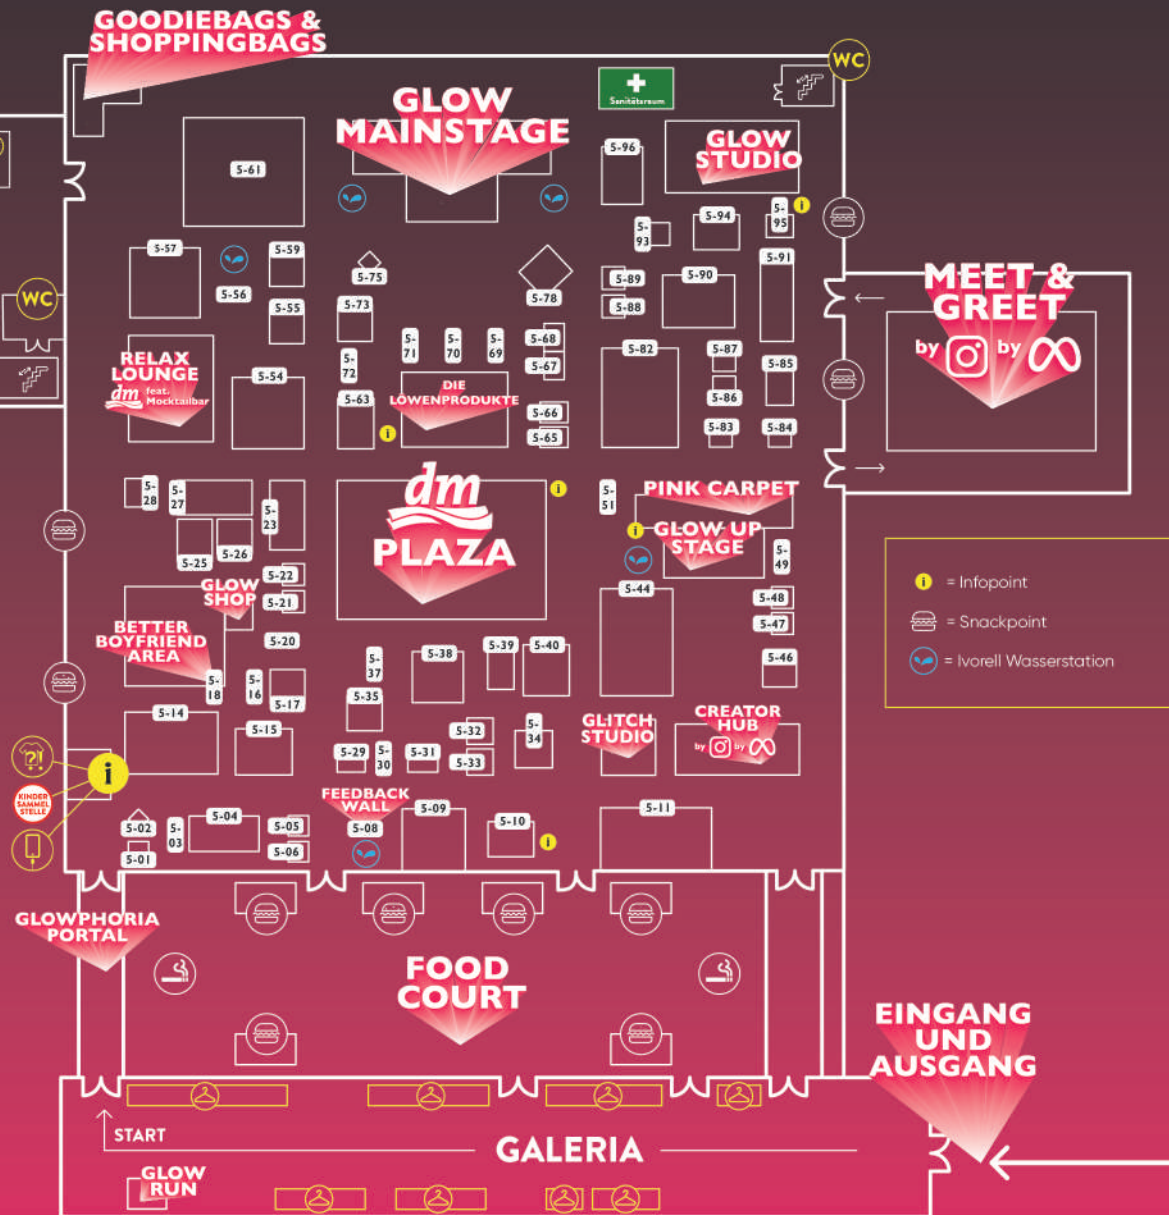 GOODIEBAGS &
SHOPPINGBAGS
WC
Sanitätsraum
GLOW
MAINSTAGE
GLOW
STUDIO
5-96
5-61
5-94
5-
95
i
5-
93
5-57
5-59
5-91
5-75
5-56
5-78
5-89
5-90
WC
MEET &
GREET
by
by
5-55
5-73
5-88
5-
71
5-
70
5-
69
5-68
5-82
5-87
5-
72
5-67
5-85
RELAX
LOUNGE
dm
feat.
Mocktailbar
5-54
DIE
LÖWENPRODUKTE
5-63
5-86
i
5-66
5-65
5-83
5-84
5-
28
5-
27
5-
23
dm
PLAZA
i
5-
51
PINK CARPET
i
GLOW UP
STAGE
5-25
5-26
5-
49
5-22
GLOW
SHOP
5-21
5-44
5-48
5-47
i
= Infopoint
= Snackpoint
= Ivorell Wasserstation
BETTER
BOYFRIEND
AREA
5-20
5-
37
5-38
5-39
5-40
5-46
5-
18
5-
16
5-17
5-35
5-14
5-15
5-32
5-
34
GLITCH
STUDIO
CREATOR
HUB
by
by
5-29
5-
30
5-31
5-33
?!
i
KINDER
SAMMEL
STELLE
FEEDBACK
WALL
5-02
5-
03
5-04
5-05
5-08
5-09
5-10
i
5-11
5-01
5-06
GLOWPHORIA
PORTAL
FOOD
COURT
EINGANG
UND
AUSGANG
START
GALERIA
GLOW
RUN